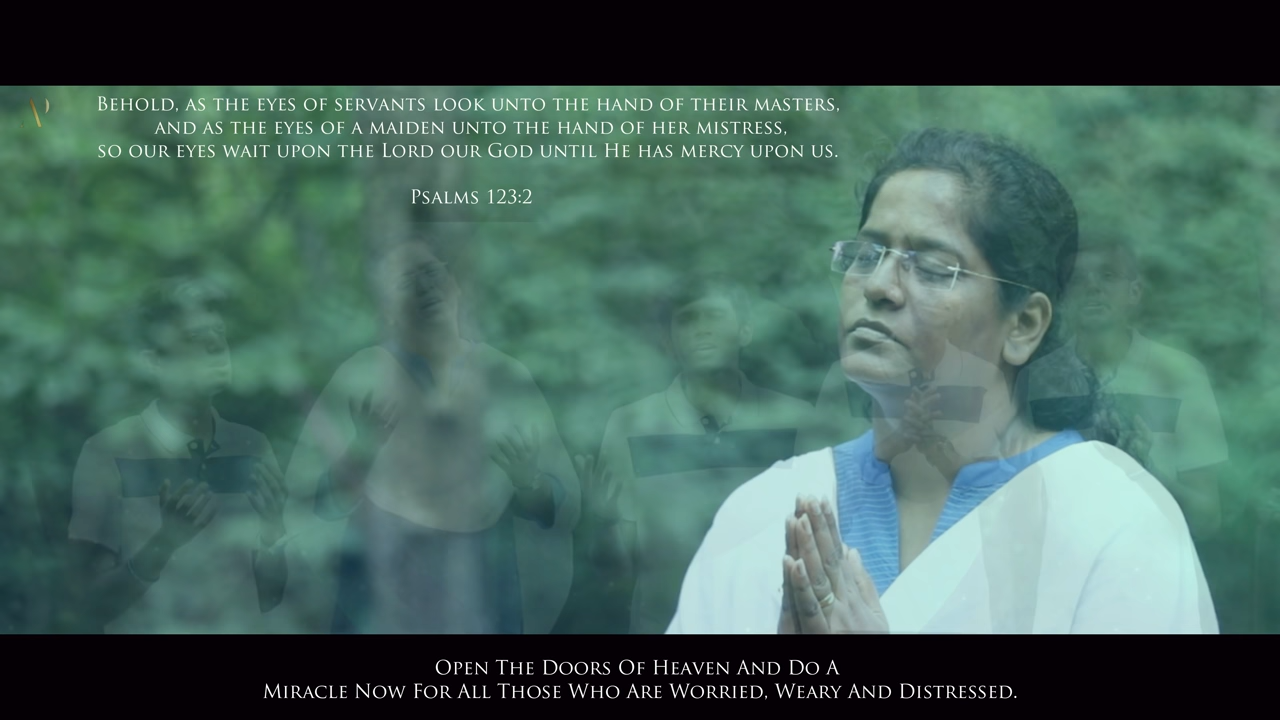 Behold, as the eyes of servants look unto the hand of their masters,
and as the eyes of a maiden unto the hand of her mistress,
so our eyes wait upon the Lord our God until He has mercy upon us.
Psalms 123:2
Open The Doors Of Heaven And Do A
Miracle Now For All Those Who Are Worried, Weary And Distressed.